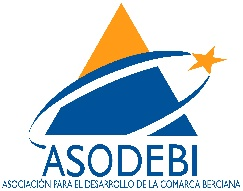 ASODEBI
ASOCIACIÓN PARA EL DESARROLLO DE LA COMARCA BERCIANA